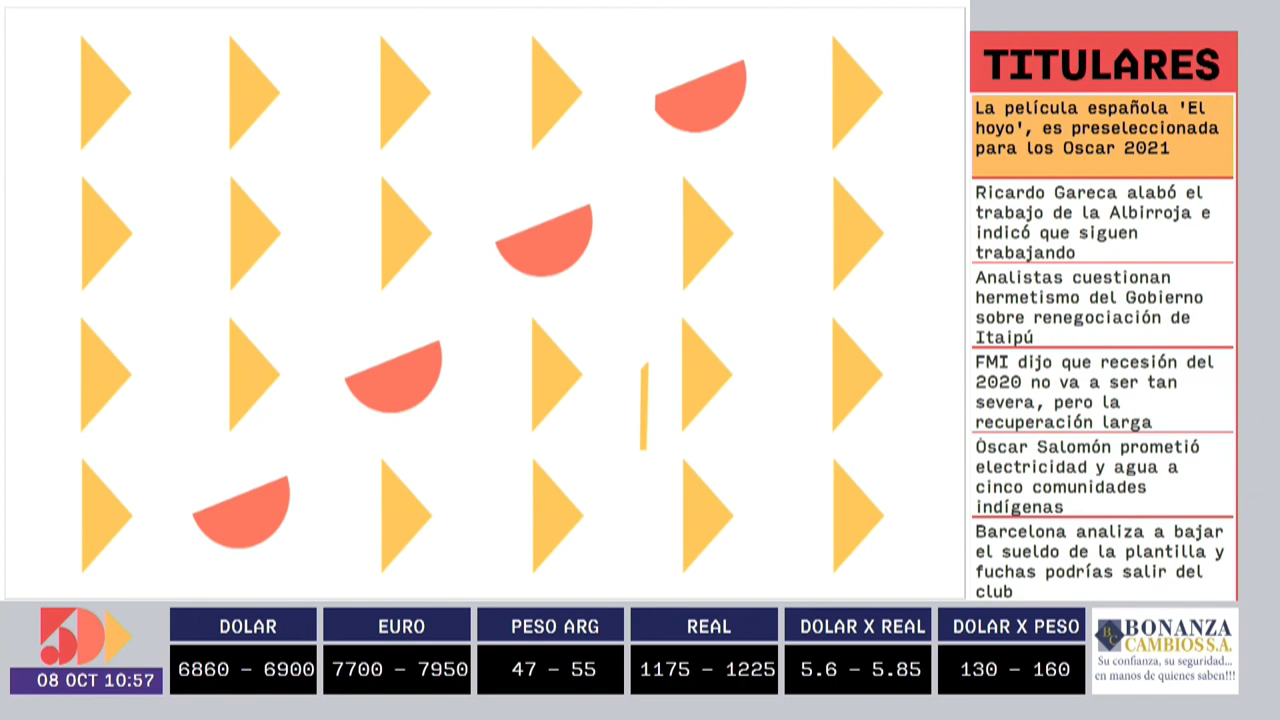 TITULARES
La película española 'El
hoyo', es preseleccionada
para los Oscar 2021
Ricardo Gareca alabó el
trabajo de la Albirroja e
indicó que siguen
trabajando
Analistas cuestionan
hermetismo del Gobierno
sobre renegociación de
Itaipú
FMI dijo que recesión del
2020 no va a ser tan
severa, pero la
recuperación larga
Óscar Salomón prometió
electricidad y agua a
cinco comunidades
indígenas
Barcelona analiza a bajar
el sueldo de la plantilla y
fuchas podrías salir del
club
5D
08 OCT 10:57
DOLAR
6860 - 6900
EURO
7700 - 7950
PESO ARG
47 - 55
REAL
1175 - 1225
DOLAR X REAL
5.6 - 5.85
DOLAR X PESO
130 - 160
BC
BONANZA
CAMBIOS S.A.
Su confianza, su seguridad...
en manos de quienes saben!!!